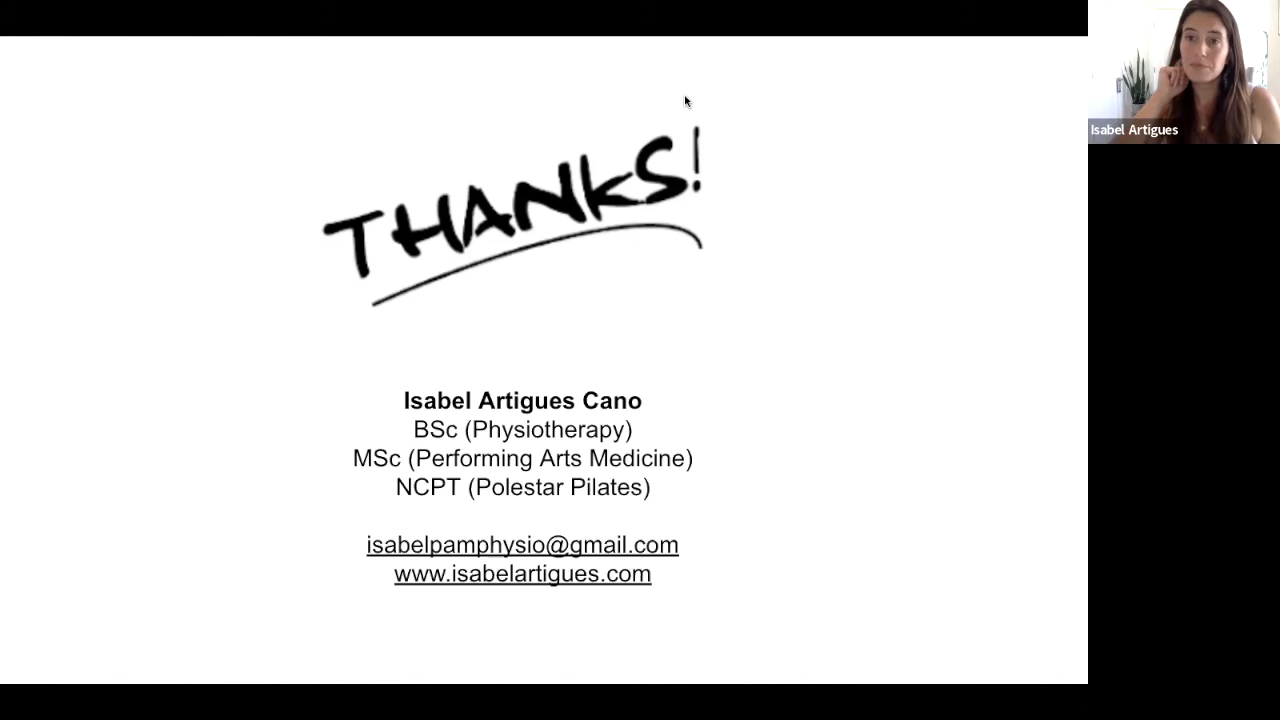 Isabel Artigues
THANKS!
Isabel Artigues Cano
BSc (Physiotherapy)
MSc (Performing Arts Medicine)
NCPT (Polestar Pilates)
isabelpamphysio@gmail.com
www.isabelartigues.com